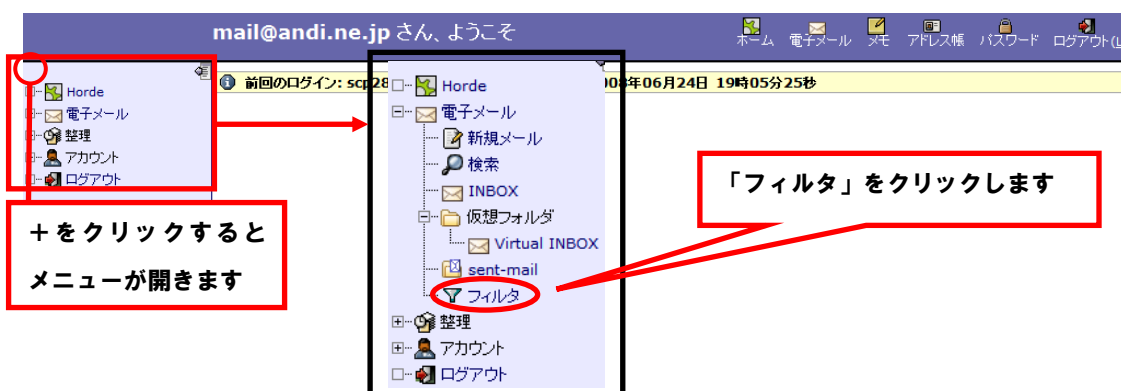 mail@andi.ne.jp さん、ようこそ
ホーム 電子メール メモ アドレス帳 パスワード ログアウト(L
前回のログイン: scp28
008年06月24日 19時05分25秒
Horde
電子メール
整理
アカウント
ログアウト
+をクリックすると
メニューが開きます
Horde
電子メール
新規メール
検索
INBOX
仮想フォルダ
Virtual INBOX
sent-mail
フィルタ
整理
アカウント
ログアウト
「フィルタ」をクリックします